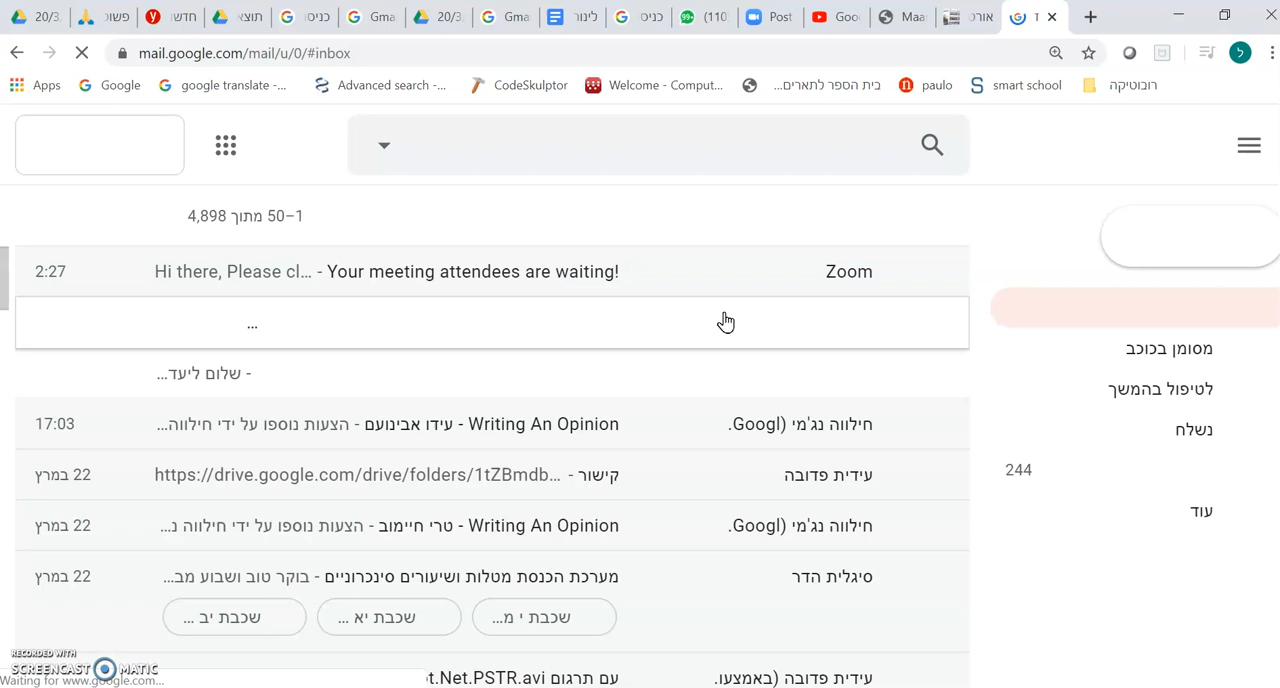 20/3. פשוט חדשו תוצא כניסו Gma 20/3. Gma לינור כניס (110) Post Goo Maa אורט T
mail.google.com/mail/u/0/#inbox
Apps Google google translate -... Advanced search -... CodeSkulptor Welcome - Comput... בית הספר לתארים... paulo smart school רובוטיקה
1–50 מתוך 4,898
Zoom Your meeting attendees are waiting! - Hi there, Please cl... 2:27
...
- שלום ליעד...
מסומן בכוכב
לטיפול בהמשך
נשלח
244
עוד
חילווה נג'מי (Googl. Writing An Opinion - עידו אבינועם - הצעות נוספו על ידי חילווה... 17:03
עידית פדובה קישור - https://drive.google.com/drive/folders/1tZBmdb... 22 במרץ
חילווה נג'מי (Googl. Writing An Opinion - טרי חיימוב - הצעות נוספו על ידי חילווה נ... 22 במרץ
סיגלית הדר מערכת הכנסת מטלות ושיעורים סינכרוניים - בוקר טוב ושבוע מב... 22 במרץ
שכבת י מ... שכבת יא ... שכבת יב ...
עידית פדובה (באמצעו. עם תרגום t.Net.PSTR.avi
RECORDED WITH
SCREENCAST MATIC
Waiting for www.google.com...